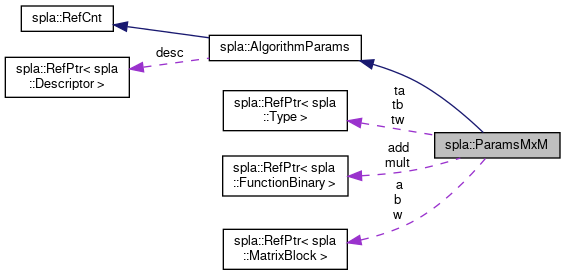 spla::RefCnt
spla::AlgorithmParams
desc
spla::RefPtr< spla
::Descriptor >
spla::RefPtr< spla
::Type >
ta
tb
tw
spla::ParamsMxM
add
mult
spla::RefPtr< spla
::FunctionBinary >
a
b
w
spla::RefPtr< spla
::MatrixBlock >